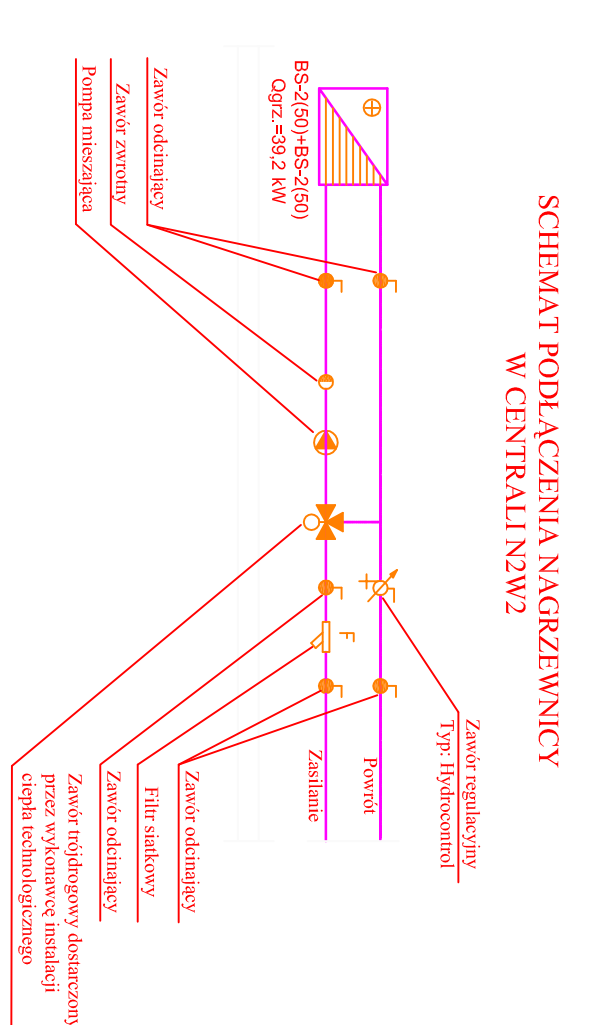 SCHEMAT PODŁĄCZENIA NAGRZEWNICY
W CENTRALI N2W2
BS-2(50)+BS-2(50)
Qgrz.=39,2 kW
Zawór odcinający
Zawór zwrotny
Pompa mieszająca
Zawór regulacyjny
Typ: Hydrocontrol
Powrót
Zasilanie
F
Zawór odcinający
Filtr siatkowy
Zawór odcinający
Zawór trójdrogowy dostarczony
przez wykonawcę instalacji
ciepła technologicznego